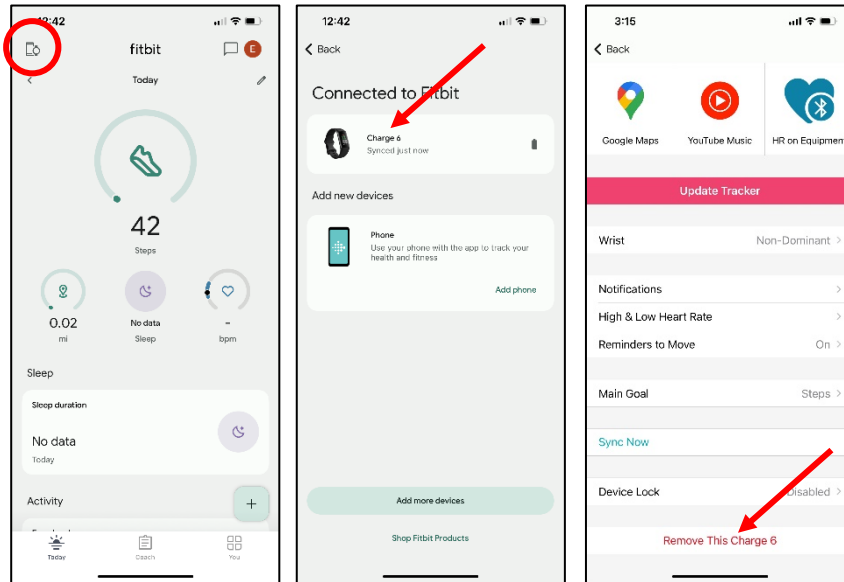 12:42
fitbit
E
Today
42
Steps
0.02
mi
No data
Sleep
-
bpm
Sleep
Sleep duration
No data
Today
Activity
+
Today
Coach
You
12:42
Back
Connected to Fitbit
Charge 6
Synced just now
Add new devices
Phone
Use your phone with the app to track your
health and fitness
Add phone
Add more devices
Shop Fitbit Products
3:15
Back
Google Maps
YouTube Music
HR on Equipment
Update Tracker
Wrist
Non-Dominant
Notifications
High & Low Heart Rate
Reminders to Move
On
Main Goal
Steps
Sync Now
Device Lock
Disabled
Remove This Charge 6